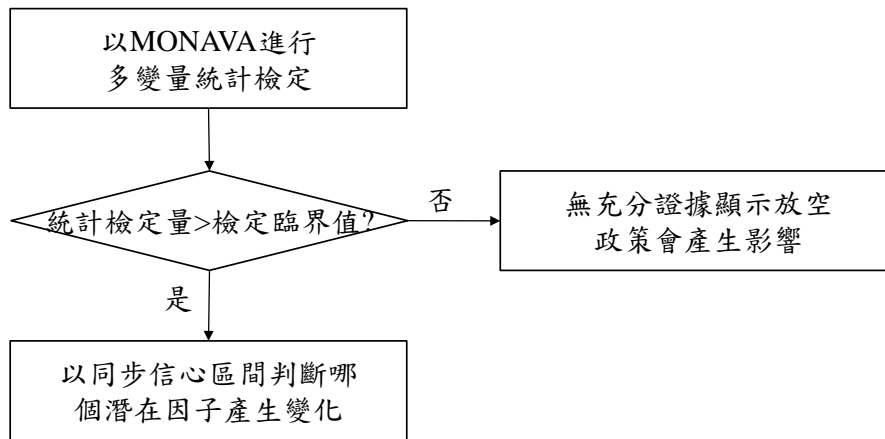 以MONAVA進行
多變量統計檢定
統計檢定量>檢定臨界值?
否
無充分證據顯示放空
政策會產生影響
是
以同步信心區間判斷哪
個潛在因子產生變化